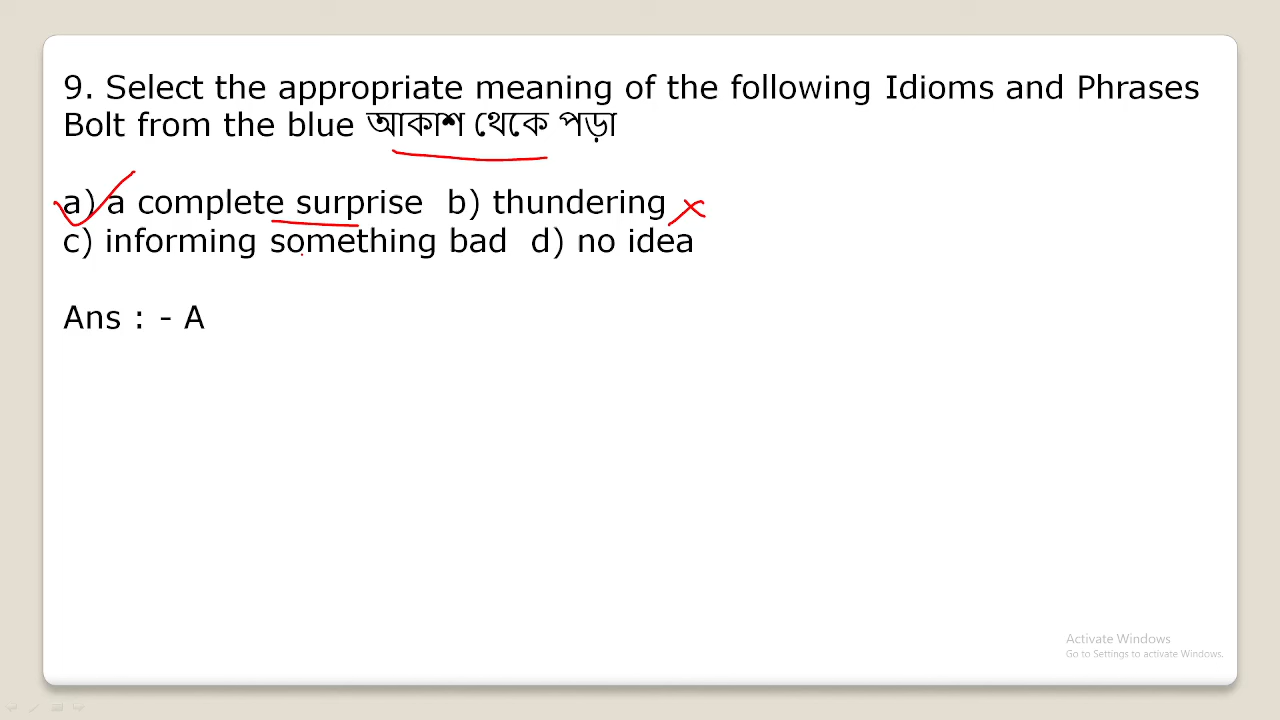 9. Select the appropriate meaning of the following Idioms and Phrases
Bolt from the blue আকাশ থেকে পড়া
a) a complete surprise b) thundering
c) informing something bad d) no idea
Ans : - A
Activate Windows
Go to Settings to activate Windows.